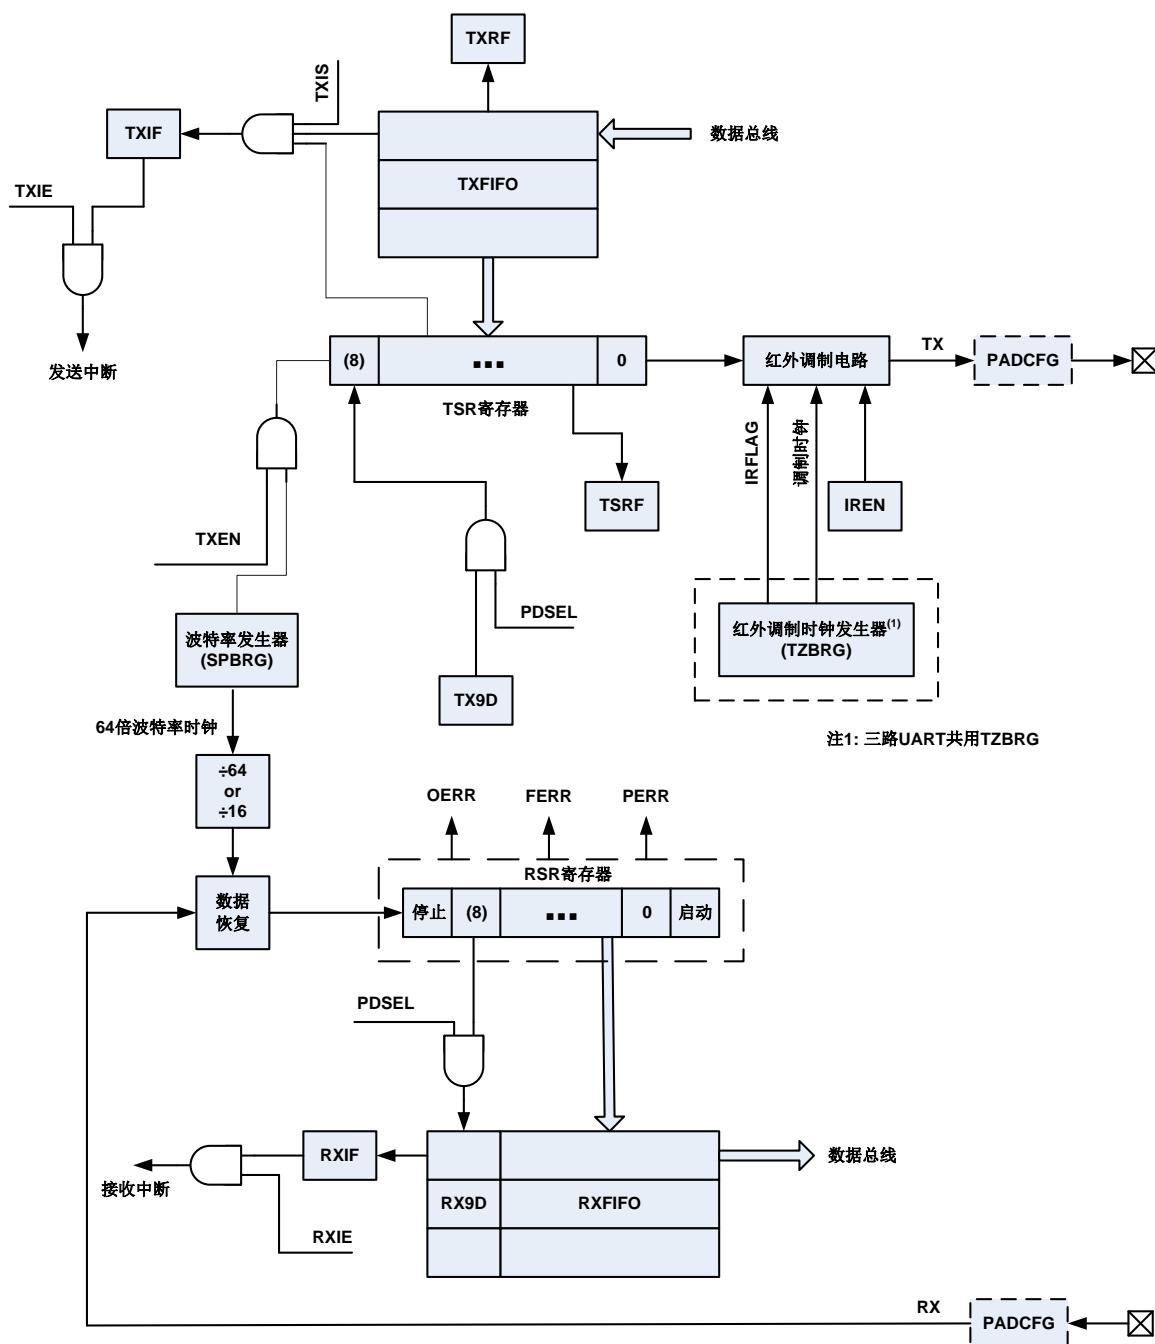 TXRF
TXIS
TXIF
数据总线
TXFIFO
TXIE
发送中断
(8)
...
0
TSR寄存器
红外调制电路
TX
PADCFG
IRFLAG
调制时钟
TSRF
IREN
TXEN
PDSEL
波特率发生器
(SPBRG)
红外调制时钟发生器(1)
(TZBRG)
TX9D
64倍波特率时钟
注1: 三路UART共用TZBRG
÷64
or
÷16
OERR
FERR
PERR
RSR寄存器
数据
恢复
停止
(8)
...
0
启动
PDSEL
RXIF
数据总线
接收中断
RX9D
RXFIFO
RXIE
RX
PADCFG